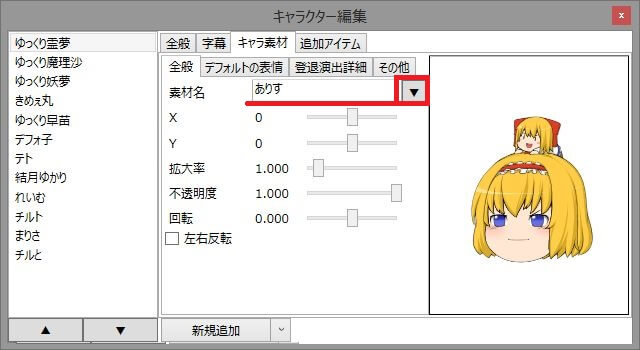 キャラクター編集
x
ゆっくり霊夢
ゆっくり魔理沙
ゆっくり妖夢
きめぇ丸
ゆっくり早苗
デフォ子
テト
結月ゆかり
れいむ
チルト
まりさ
チルと
▲ ▼
全般 字幕 キャラ素材 追加アイテム
全般 デフォルトの表情 登退演出詳細 その他
素材名 ありす ▼
X 0
Y 0
拡大率 1.000
不透明度 1.000
回転 0.000
左右反転
新規追加